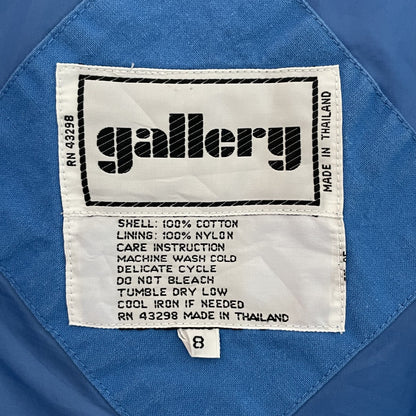 RN 43298
gallery
MADE IN THAILAND
SHELL: 100% COTTON
LINING: 100% NYLON
CARE INSTRUCTION
MACHINE WASH COLD
DELICATE CYCLE
DO NOT BLEACH
TUMBLE DRY LOW
COOL IRON IF NEEDED
RN 43298 MADE IN THAILAND
8